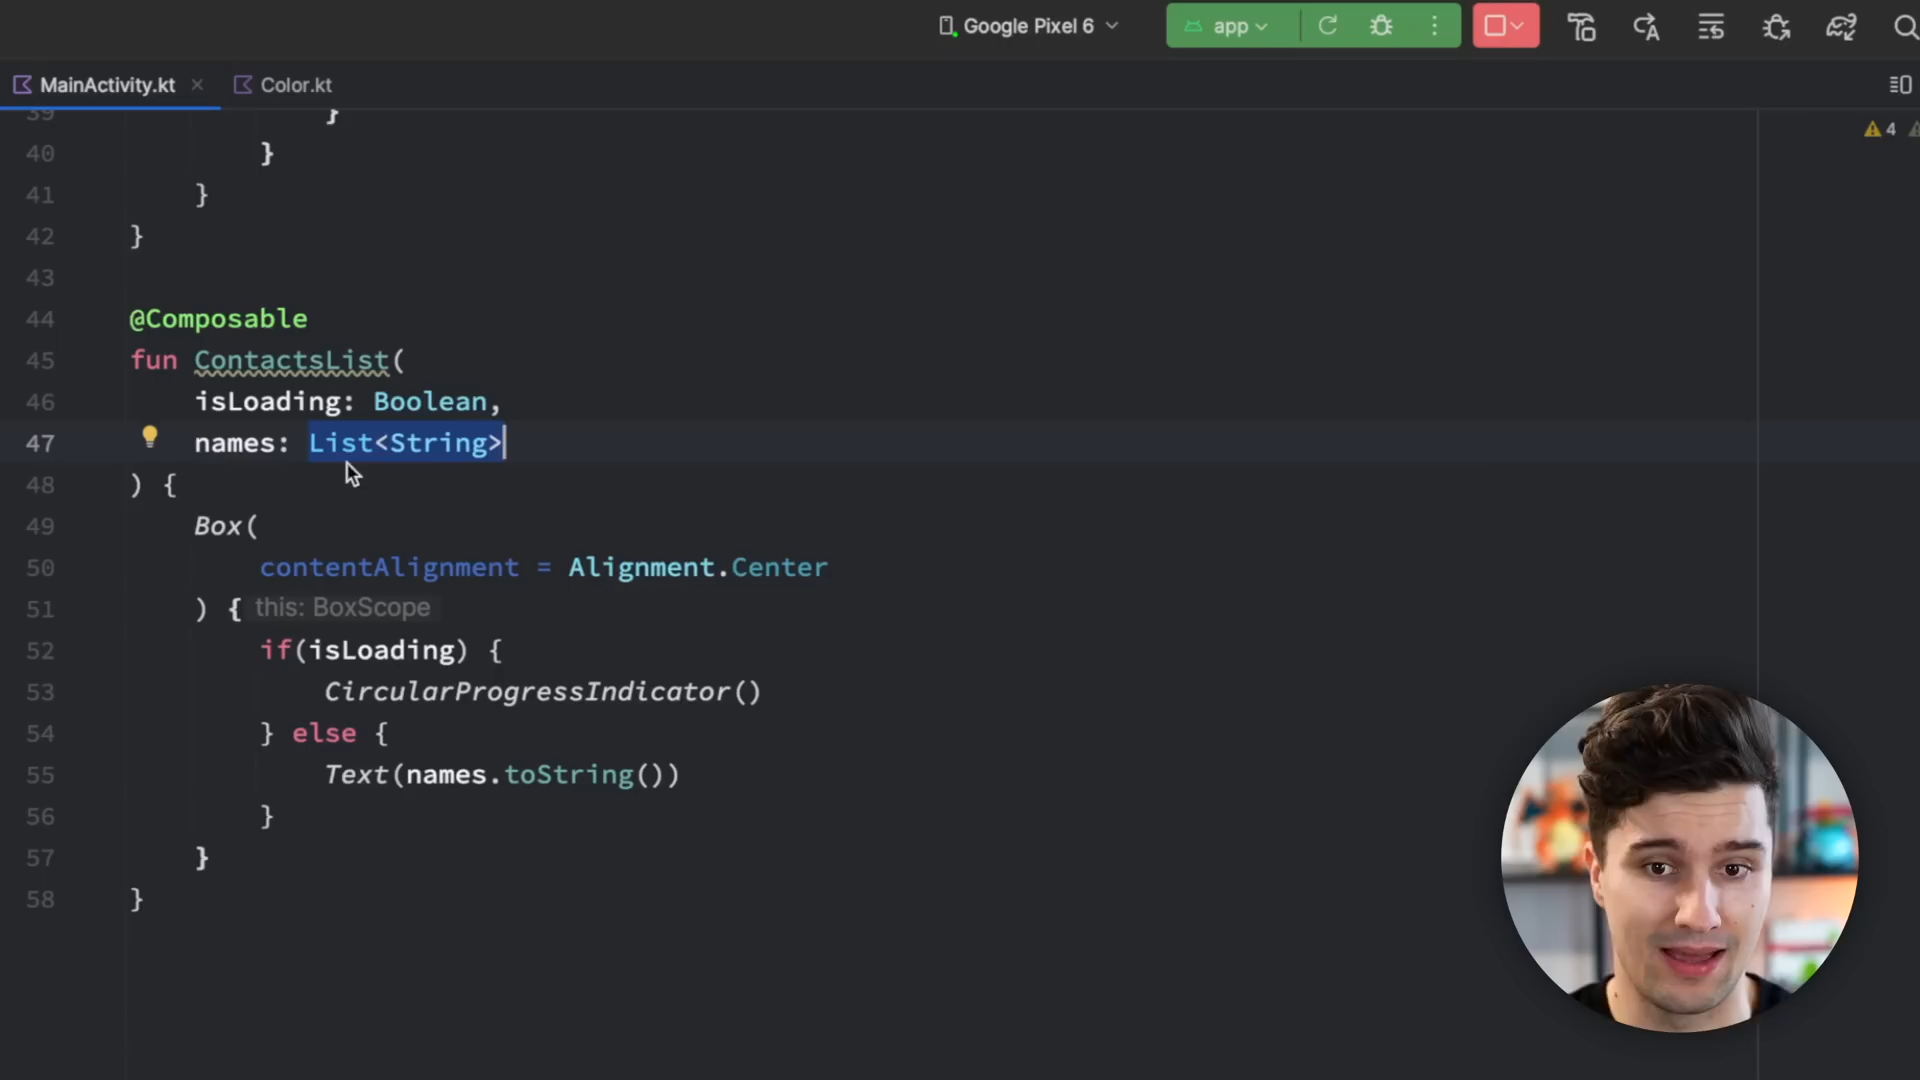 Google Pixel 6
app
MainActivity.kt
Color.kt
4
39 }
40 }
41 }
42 }
43
44 @Composable
45 fun ContactsList(
46 isLoading: Boolean,
47 names: List<String>
48 ) {
49 Box(
50 contentAlignment = Alignment.Center
51 ) { this: BoxScope
52 if(isLoading) {
53 CircularProgressIndicator()
54 } else {
55 Text(names.toString())
56 }
57 }
58 }